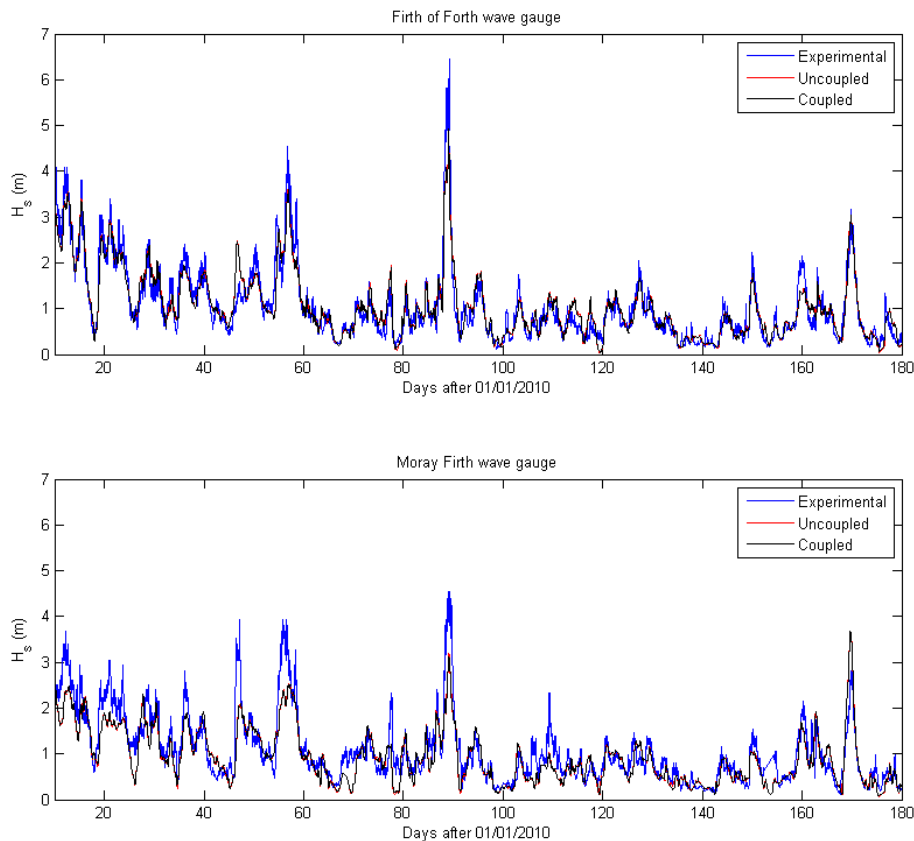 Firth of Forth wave gauge
7
6
5
4
3
2
1
0
H_s (m)
Experimental
Uncoupled
Coupled
20 40 60 80 100 120 140 160 180
Days after 01/01/2010
Moray Firth wave gauge
7
6
5
4
3
2
1
0
H_s (m)
Experimental
Uncoupled
Coupled
20 40 60 80 100 120 140 160 180
Days after 01/01/2010